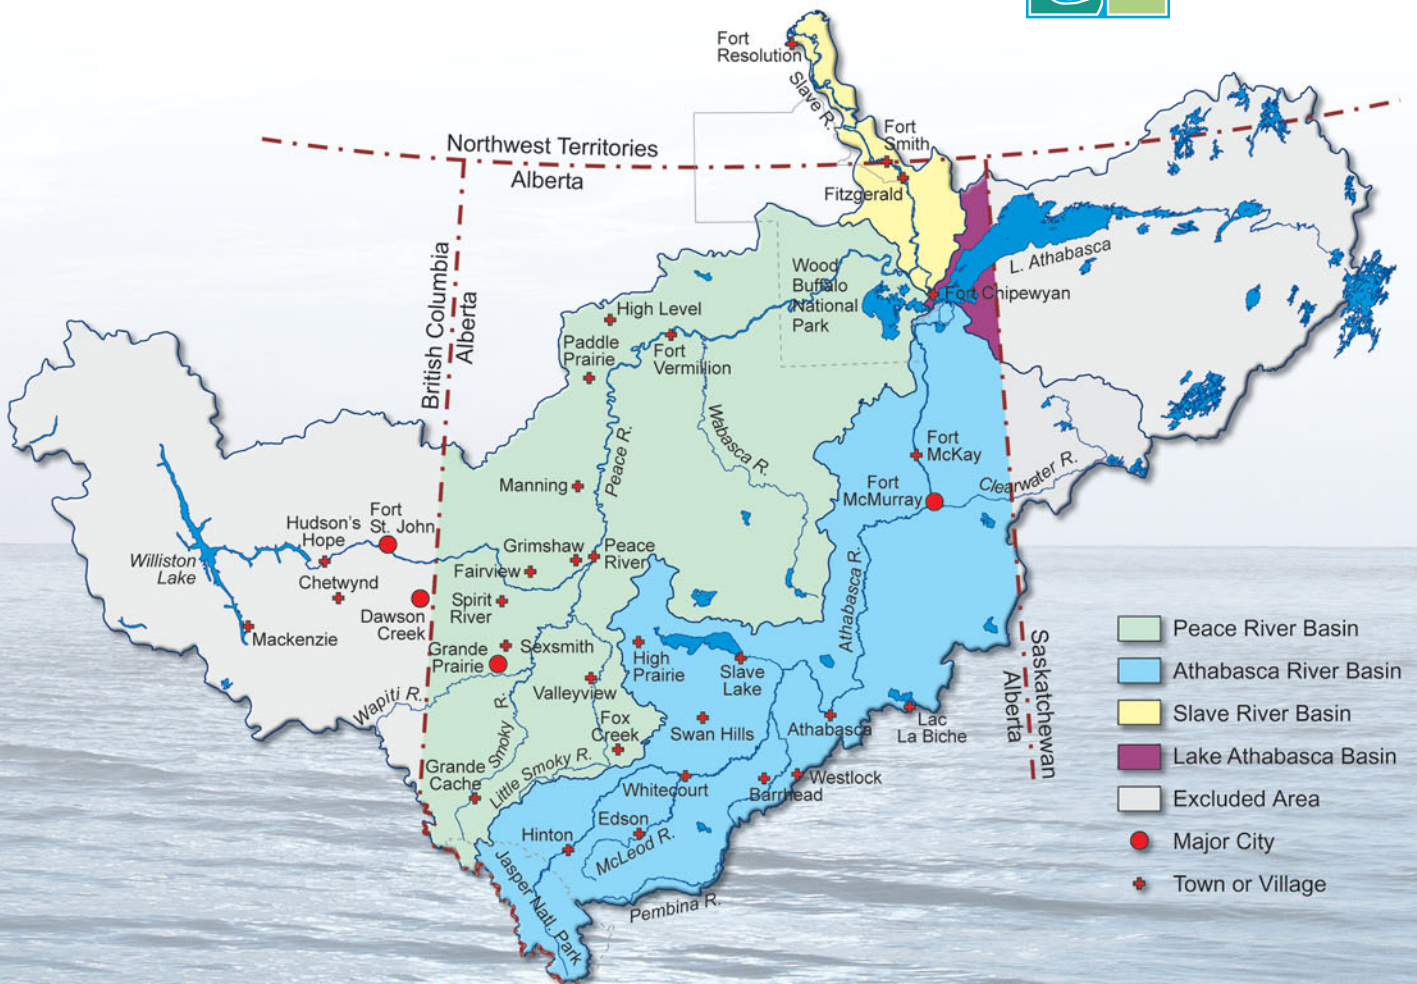 Fort
Resolution
Slave R.
Fort
Smith
Northwest Territories
Alberta
Fitzgerald
British Columbia
Alberta
L. Athabasca
Wood
Buffalo
National
Park
Fort Chipewyan
High Level
Paddle
Prairie
Fort
Vermillion
Wabasca R.
Peace R.
Fort
McKay
Manning
Fort
McMurray
Clearwater R.
Fort
St. John
Hudson's
Hope
Williston
Lake
Chetwynd
Grimshaw
Peace
River
Fairview
Athabasca R.
Dawson
Creek
Spirit
River
Mackenzie
Grande
Prairie
Sexsmith
High
Prairie
Slave
Lake
Wapiti R.
Valleyview
Smoky R.
Fox
Creek
Swan Hills
Athabasca
Lac
La Biche
Saskatchewan
Alberta
Little Smoky R.
Grande
Cache
Whitecourt
Westlock
Barrhead
Hinton
Edson
McLeod R.
Jasper Natl. Park
Pembina R.
Peace River Basin
Athabasca River Basin
Slave River Basin
Lake Athabasca Basin
Excluded Area
Major City
Town or Village